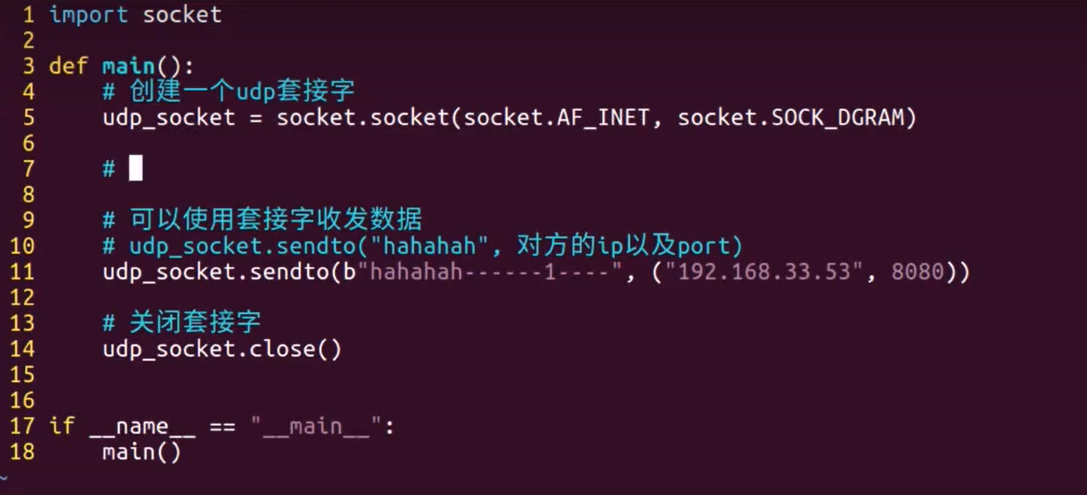 1 import socket
2
3 def main():
4     # 创建一个udp套接字
5     udp_socket = socket.socket(socket.AF_INET, socket.SOCK_DGRAM)
6
7     #
8
9     # 可以使用套接字收发数据
10     # udp_socket.sendto("hahahah", 对方的ip以及port)
11     udp_socket.sendto(b"hahahah------1----", ("192.168.33.53", 8080))
12
13     # 关闭套接字
14     udp_socket.close()
15
16
17 if __name__ == "__main__":
18     main()
~